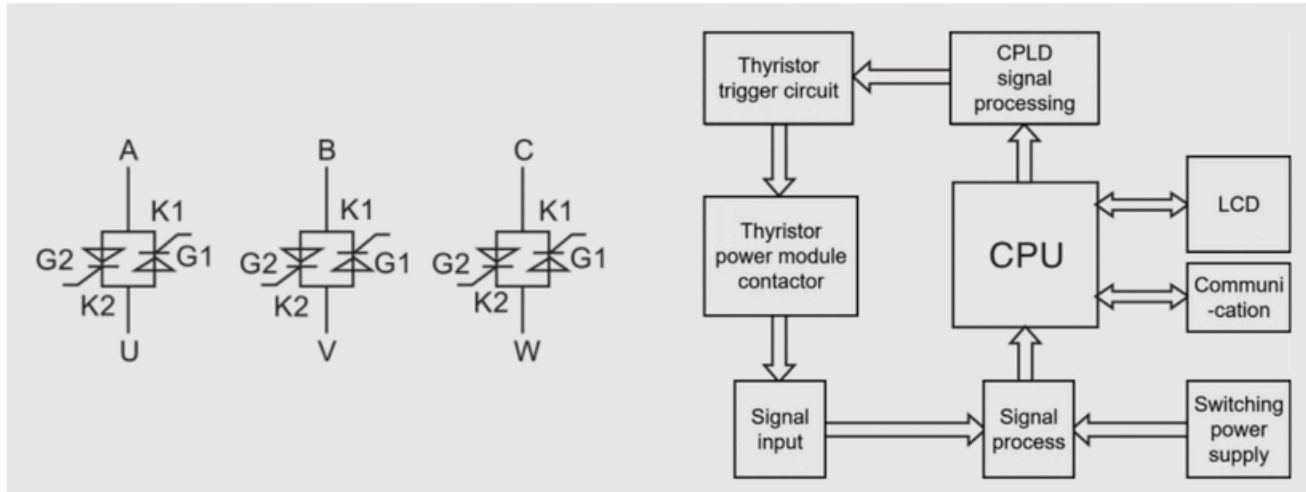 A
K1
G2
G1
K2
U
B
K1
G2
G1
K2
V
C
K1
G2
G1
K2
W
Thyristor
trigger circuit
CPLD
signal
processing
Thyristor
power module
contactor
CPU
LCD
Communi
-cation
Signal
input
Signal
process
Switching
power
supply